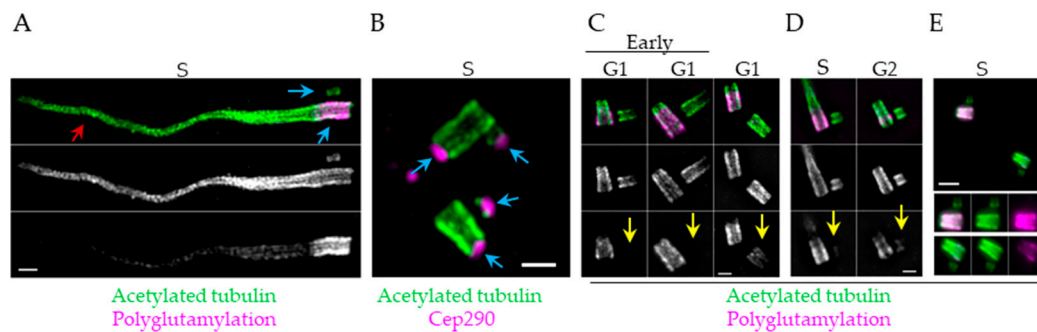 A
B
C
D
E
Early
S
S
G1
G1
G1
S
G2
S
Acetylated tubulin
Polyglutamylation
Acetylated tubulin
Cep290
Acetylated tubulin
Polyglutamylation